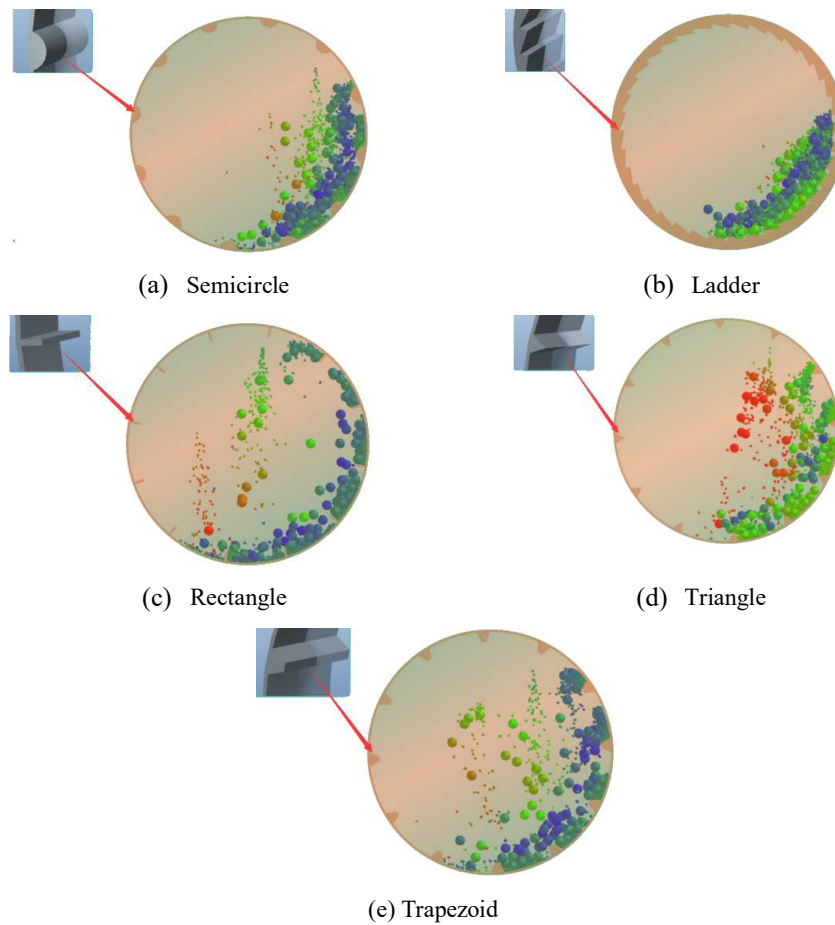 (a) Semicircle
(b) Ladder
(c) Rectangle
(d) Triangle
(e) Trapezoid